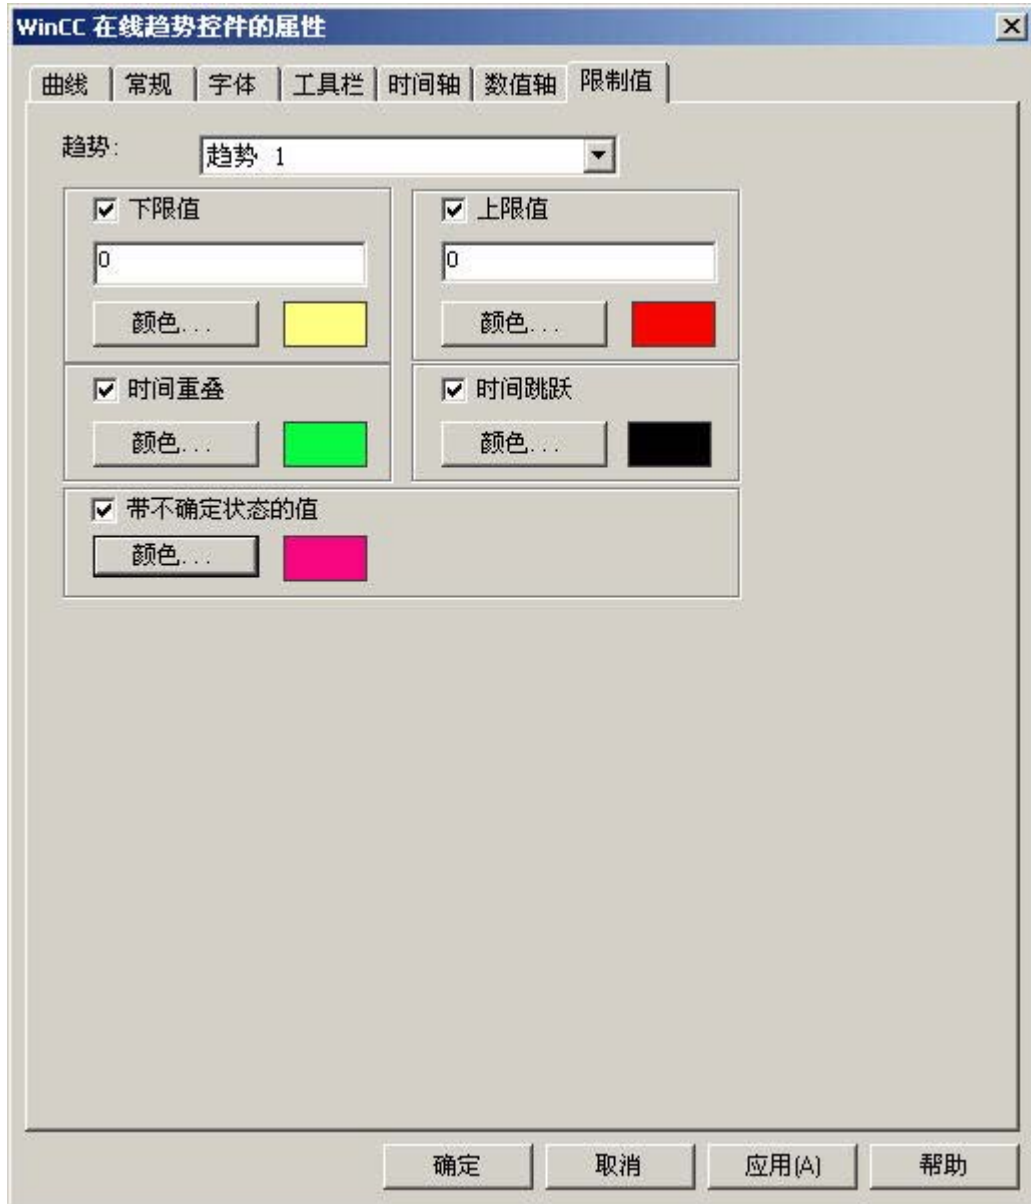 WinCC 在线趋势控件的属性
曲线 常规 字体 工具栏 时间轴 数值轴 限制值
趋势: 趋势 1
下限值 上限值
0 0
颜色... 颜色...
时间重叠 时间跳跃
颜色... 颜色...
带不确定状态的值
颜色...
确定 取消 应用(A) 帮助